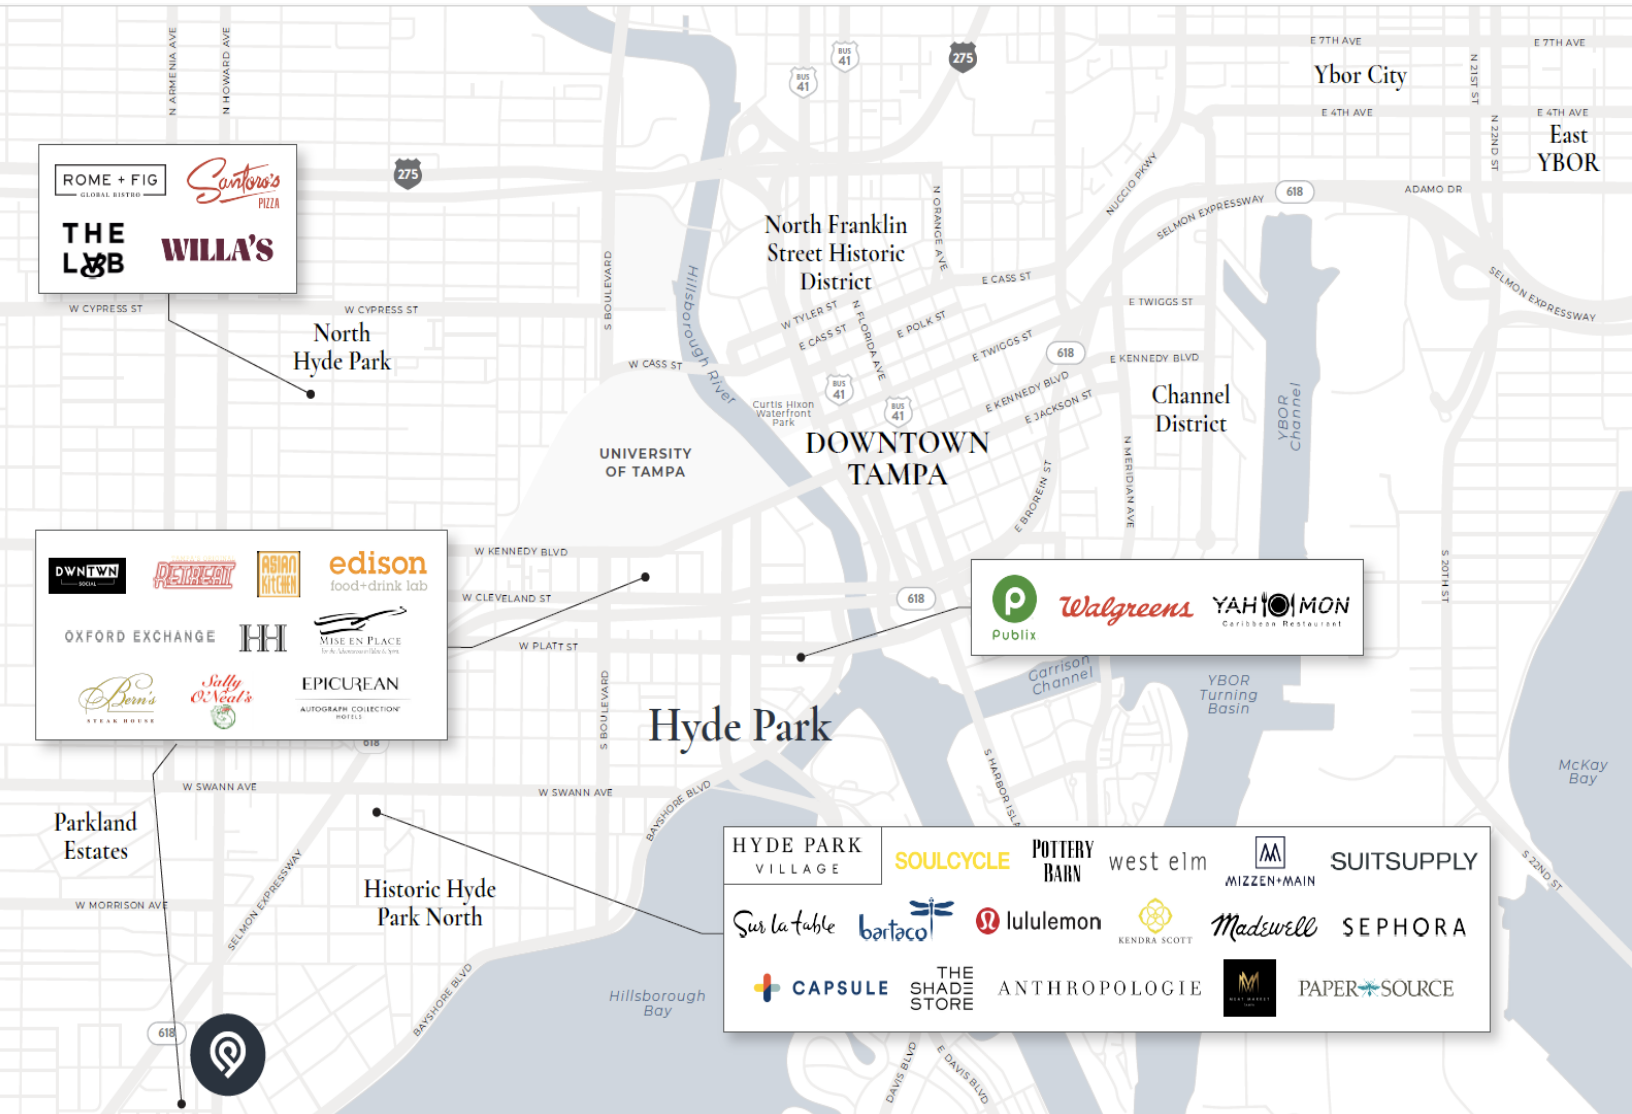 N ARMENIA AVE
N HOWARD AVE
BUS
41
BUS
41
275
E 7TH AVE
E 7TH AVE
Ybor City
N 21ST ST
E 4TH AVE
E 4TH AVE
N 22ND ST
East
YBOR
ROME + FIG
GLOBAL BISTRO
Santoro's
PIZZA
THE
LAB
WILLA'S
275
NUCCIO PKWY
618
ADAMO DR
SELMON EXPRESSWAY
N ORANGE AVE
North Franklin
Street Historic
District
S BOULEVARD
Hillsborough River
E CASS ST
SELMON EXPRESSWAY
W CYPRESS ST
W CYPRESS ST
North
Hyde Park
W TYLER ST
E CASS ST
N FLORIDA AVE
E POLK ST
E TWIGGS ST
E TWIGGS ST
618
E KENNEDY BLVD
W CASS ST
BUS
41
BUS
41
E KENNEDY BLVD
E JACKSON ST
Channel
District
YBOR
Channel
Curtis Hixon
Waterfront
Park
DOWNTOWN
TAMPA
UNIVERSITY
OF TAMPA
N MERIDIAN AVE
E BROREIN ST
DWNTWN
SOCIAL
RETREAT
ASIAN
KITCHEN
edison
food+drink lab
OXFORD EXCHANGE
HH
MISE EN PLACE
Bern's
STEAK HOUSE
Sally
O'Neal's
EPICUREAN
AUTOGRAPH COLLECTION®
HOTELS
W KENNEDY BLVD
W CLEVELAND ST
W PLATT ST
618
Publix
Walgreens
YAH MON
Caribbean Restaurant
S 20TH ST
Garrison
Channel
YBOR
Turning
Basin
S BOULEVARD
Hyde Park
618
S HARBOR ISL
McKay
Bay
W SWANN AVE
W SWANN AVE
BAYSHORE BLVD
Parkland
Estates
Historic Hyde
Park North
W MORRISON AVE
SELMON EXPRESSWAY
HYDE PARK
VILLAGE
SOULCYCLE
POTTERY
BARN
west elm
MIZZEN+MAIN
SUITSUPPLY
Sur la table
bartaco
lululemon
KENDRA SCOTT
Madewell
SEPHORA
CAPSULE
THE
SHADE
STORE
ANTHROPOLOGIE
MEAT MARKET
PAPER SOURCE
S 22ND ST
Hillsborough
Bay
BAYSHORE BLVD
618
DAVIS BLVD
E DAVIS BLVD